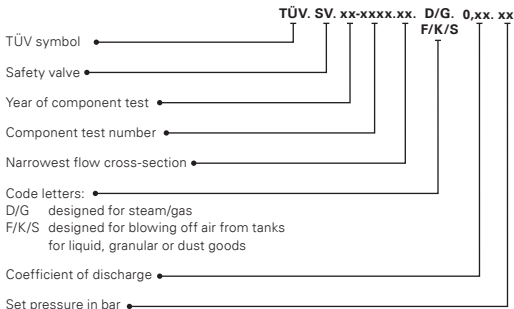 TÜV. SV. xx-xxxx.xx. D/G. 0,xx. xx
F/K/S
TÜV symbol
Safety valve
Year of component test
Component test number
Narrowest flow cross-section
Code letters:
D/G designed for steam/gas
F/K/S designed for blowing off air from tanks
for liquid, granular or dust goods
Coefficient of discharge
Set pressure in bar